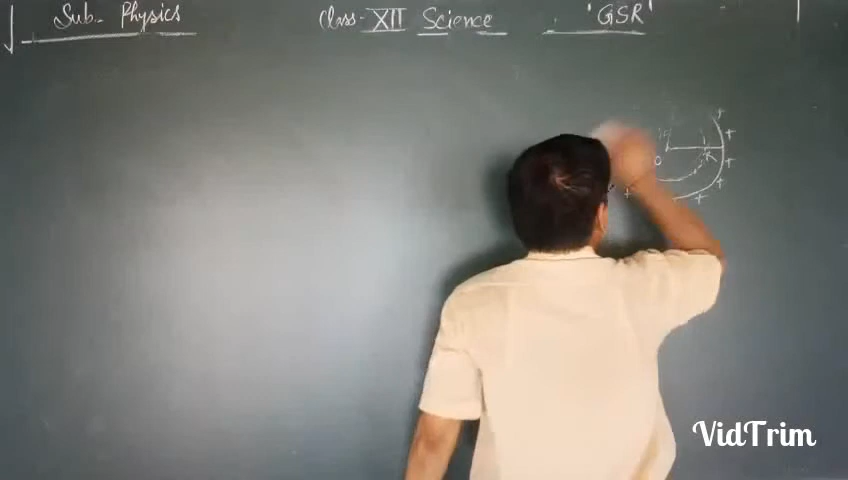 Sub- Physics
Class- XII Science
'GSR'
O
R
VidTrim